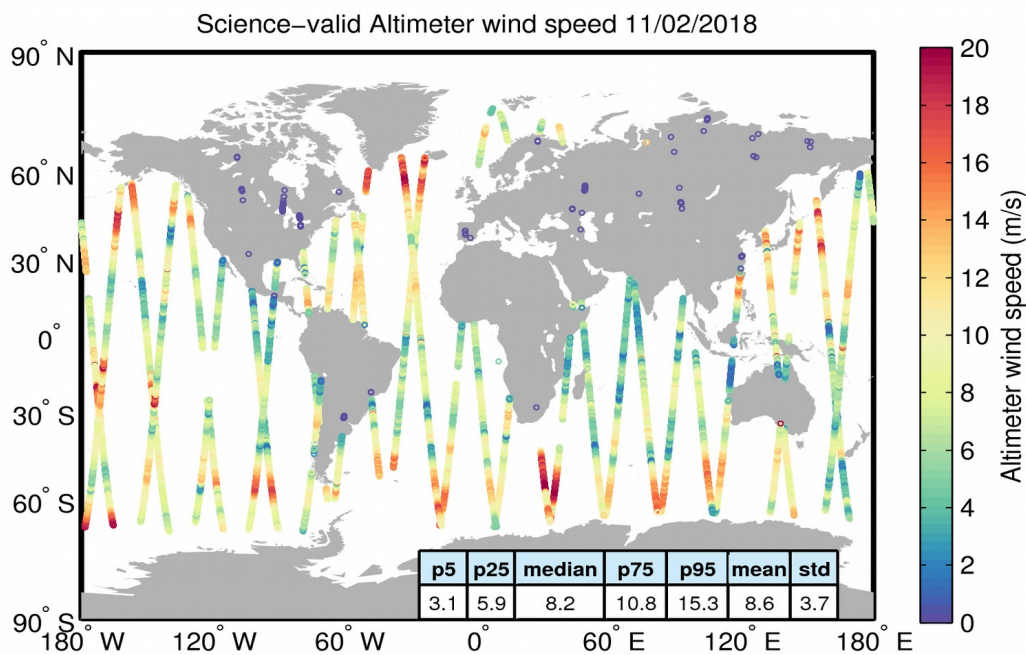 Science−valid Altimeter wind speed 11/02/2018
90° N
60° N
30° N
0°
30° S
60° S
90° S
180° W
120° W
60° W
0°
60° E
120° E
180° E
p5 p25 median p75 p95 mean std
3.1 5.9 8.2 10.8 15.3 8.6 3.7
20
18
16
14
12
10
8
6
4
2
0
Altimeter wind speed (m/s)